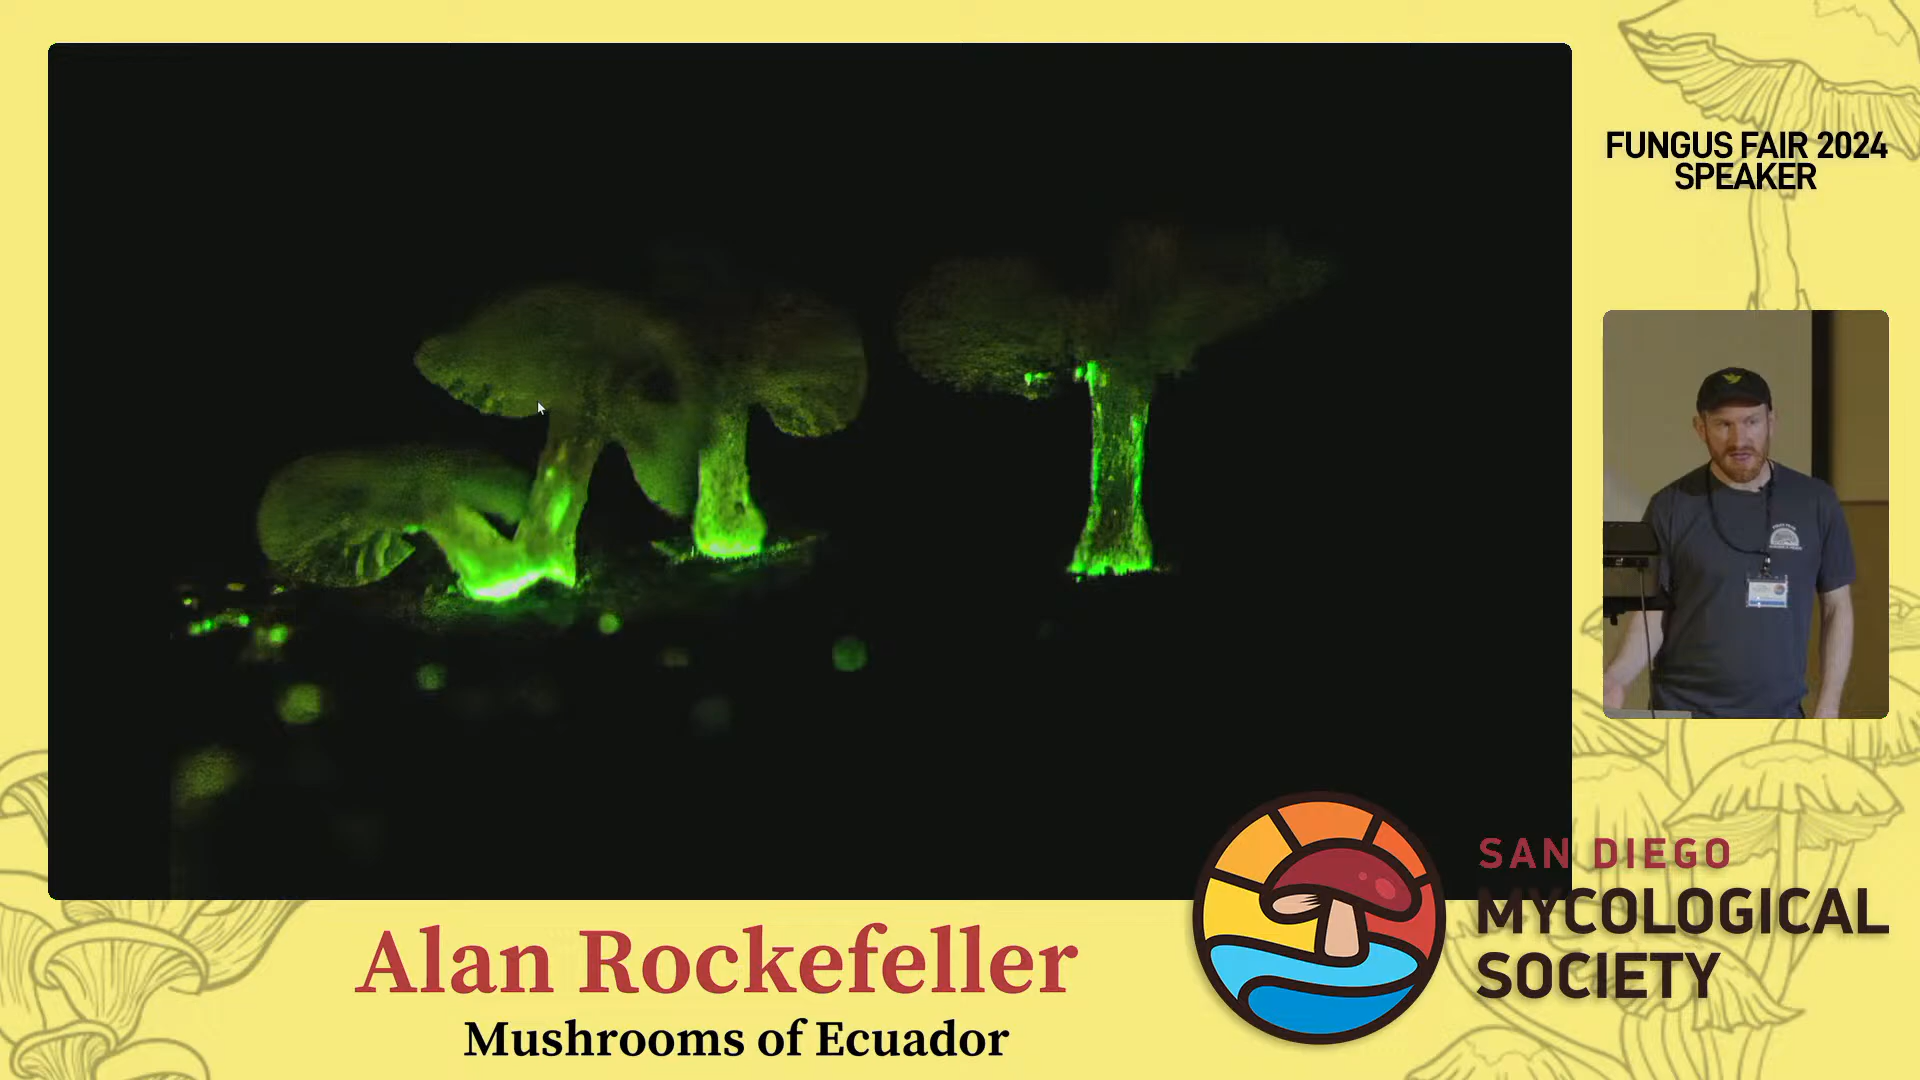 FUNGUS FAIR 2024
SPEAKER
SAN DIEGO
MYCOLOGICAL
SOCIETY
Alan Rockefeller
Mushrooms of Ecuador